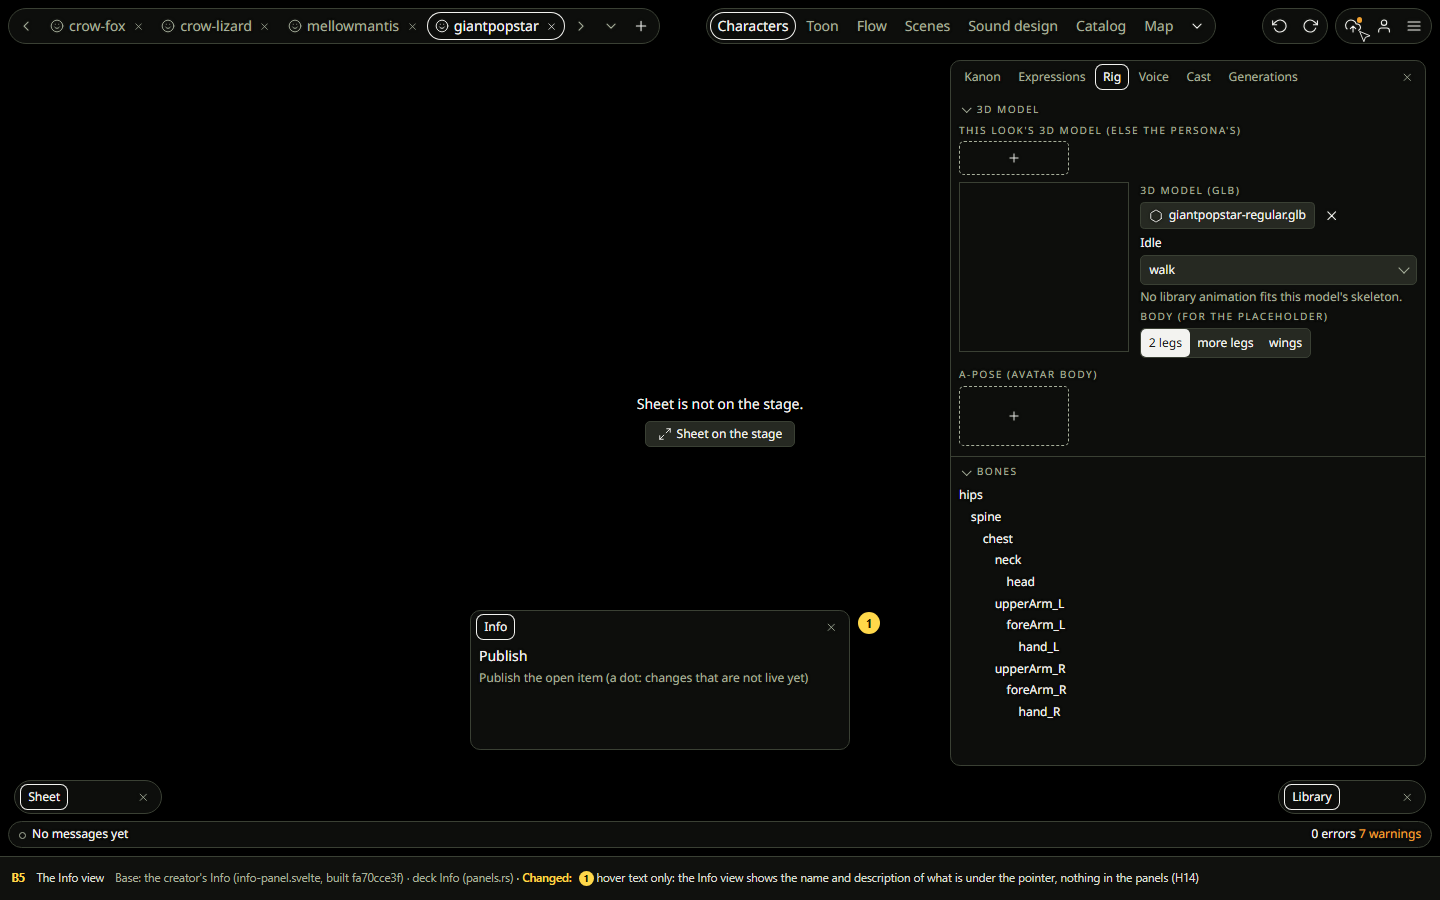 crow-fox crow-lizard mellowmantis giantpopstar
Characters Toon Flow Scenes Sound design Catalog Map
Kanon Expressions Rig Voice Cast Generations
3D MODEL
THIS LOOK'S 3D MODEL (ELSE THE PERSONA'S)
3D MODEL (GLB)
giantpopstar-regular.glb
Idle
walk
No library animation fits this model's skeleton.
BODY (FOR THE PLACEHOLDER)
2 legs more legs wings
A-POSE (AVATAR BODY)
Sheet is not on the stage.
Sheet on the stage
BONES
hips
spine
chest
neck
head
upperArm_L
foreArm_L
hand_L
upperArm_R
foreArm_R
hand_R
Info
1
Publish
Publish the open item (a dot: changes that are not live yet)
Sheet
Library
No messages yet
0 errors 7 warnings
B5 The Info view Base: the creator's Info (info-panel.svelte, built fa70cce3f) · deck Info (panels.rs) · Changed: 1 hover text only: the Info view shows the name and description of what is under the pointer, nothing in the panels (H14)